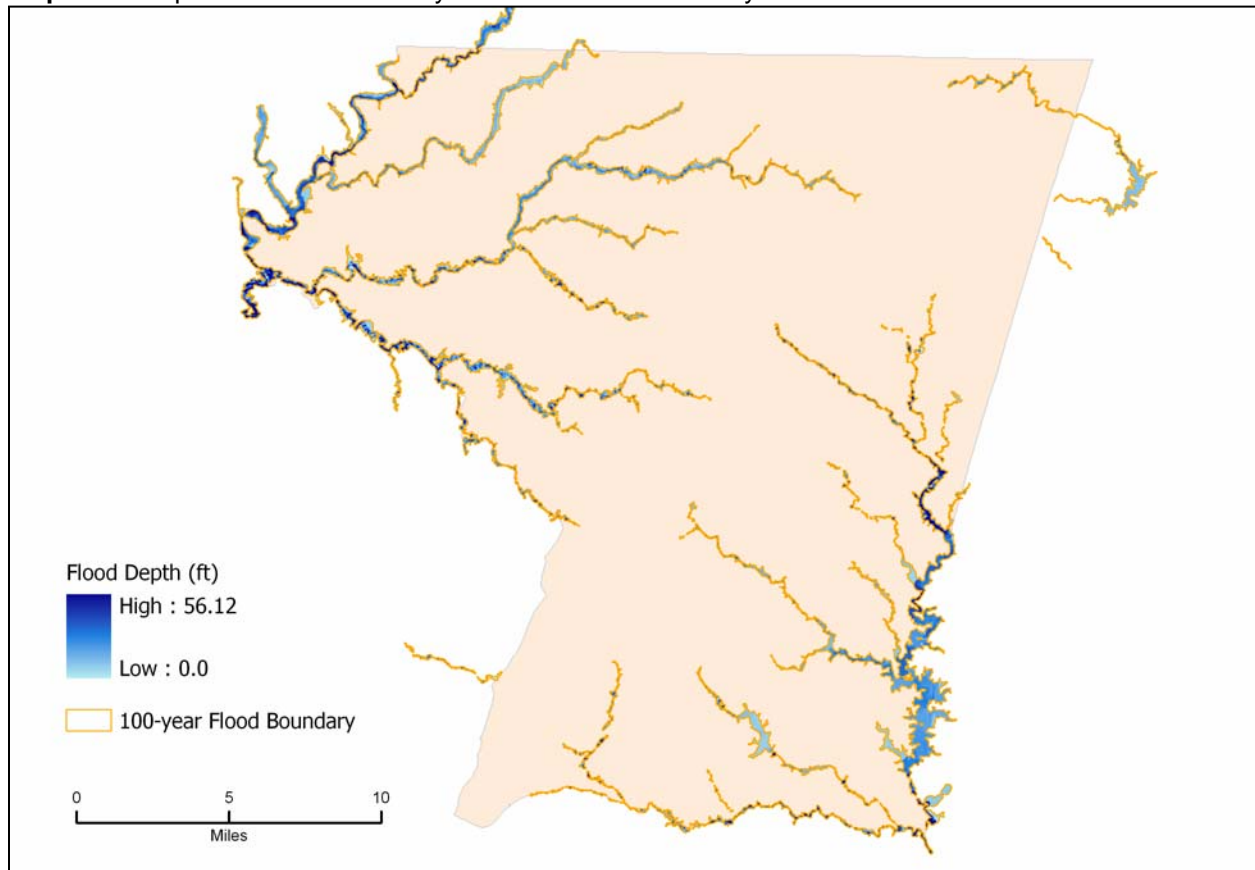 Flood Depth (ft)
High : 56.12
Low : 0.0
100-year Flood Boundary
0 5 10
Miles